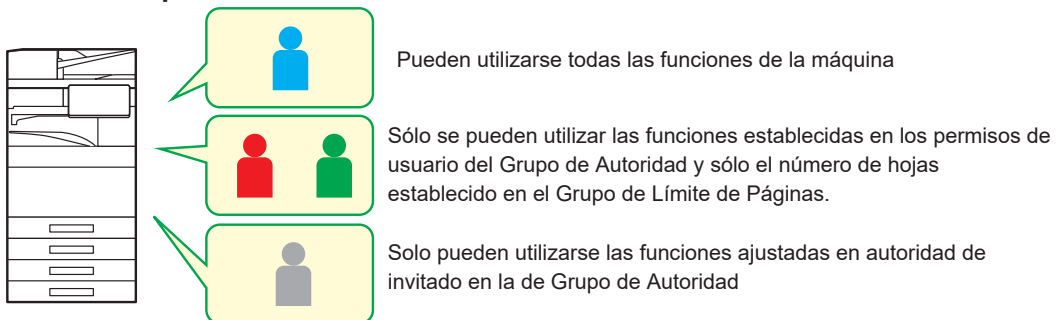 Pueden utilizarse todas las funciones de la máquina
Sólo se pueden utilizar las funciones establecidas en los permisos de
usuario del Grupo de Autoridad y sólo el número de hojas
establecido en el Grupo de Límite de Páginas.
Solo pueden utilizarse las funciones ajustadas en autoridad de
invitado en la de Grupo de Autoridad